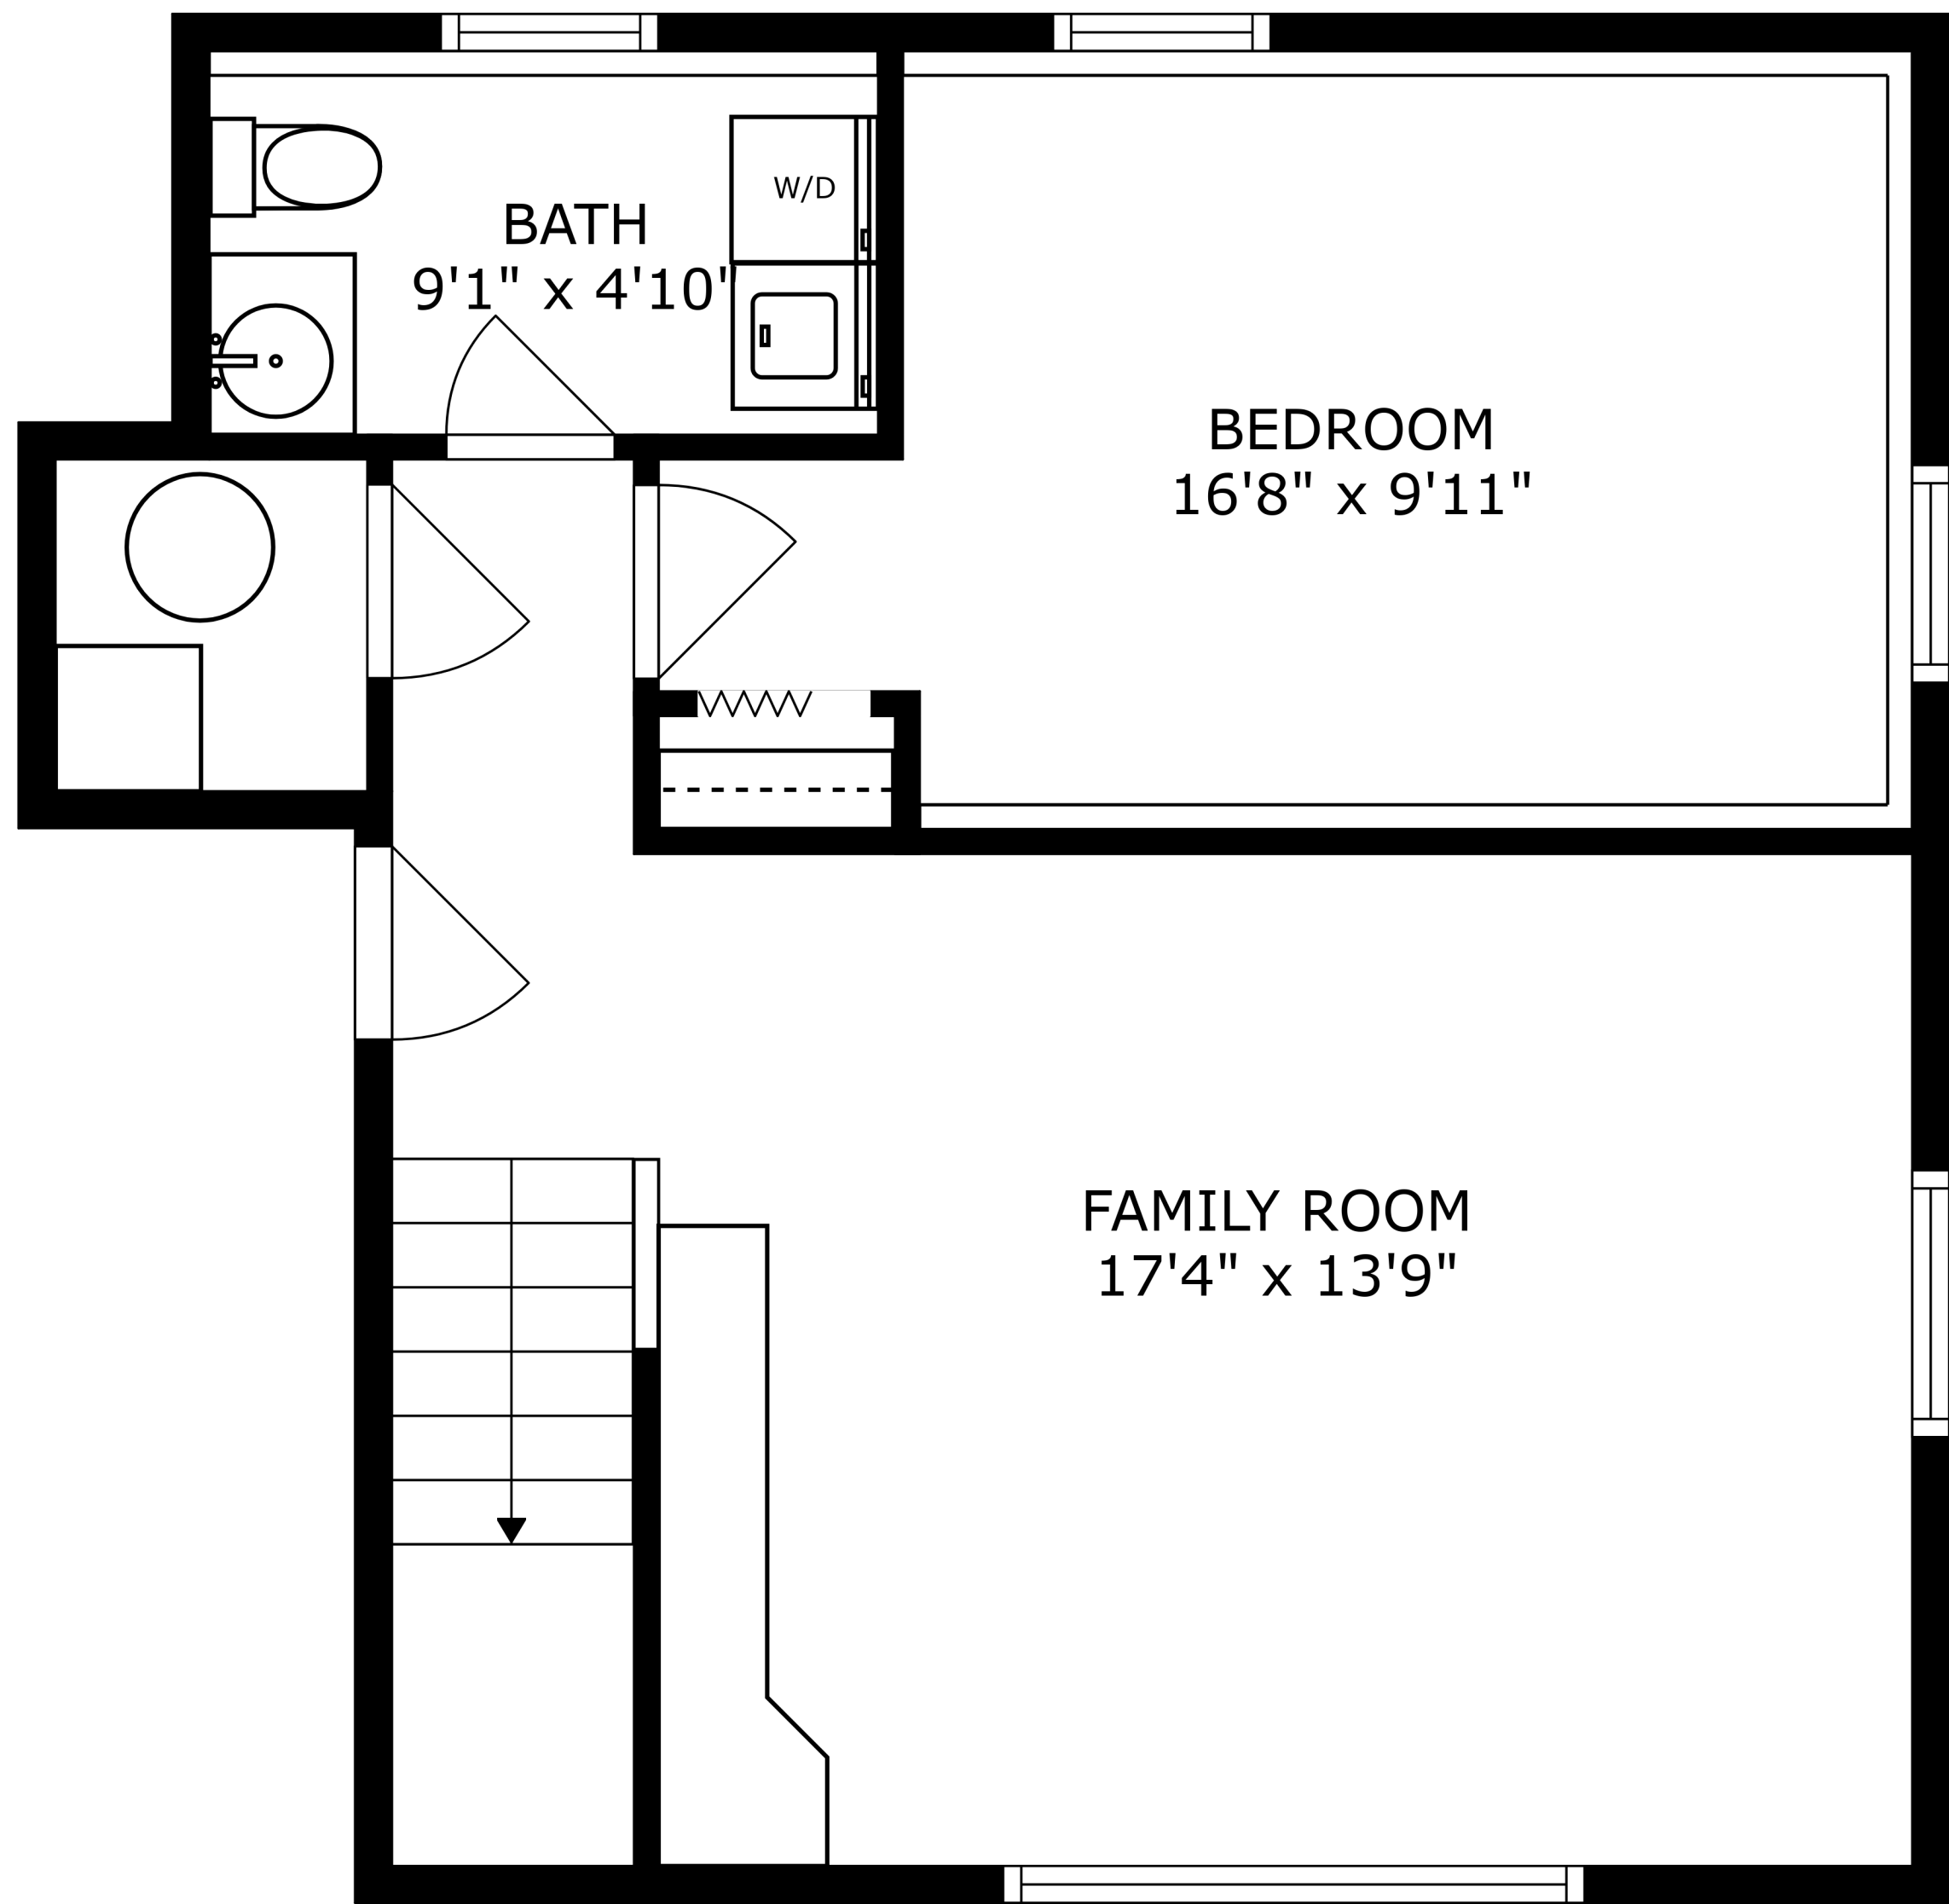 W/D
BATH
9'1" x 4'10"
BEDROOM
16'8" x 9'11"
FAMILY ROOM
17'4" x 13'9"